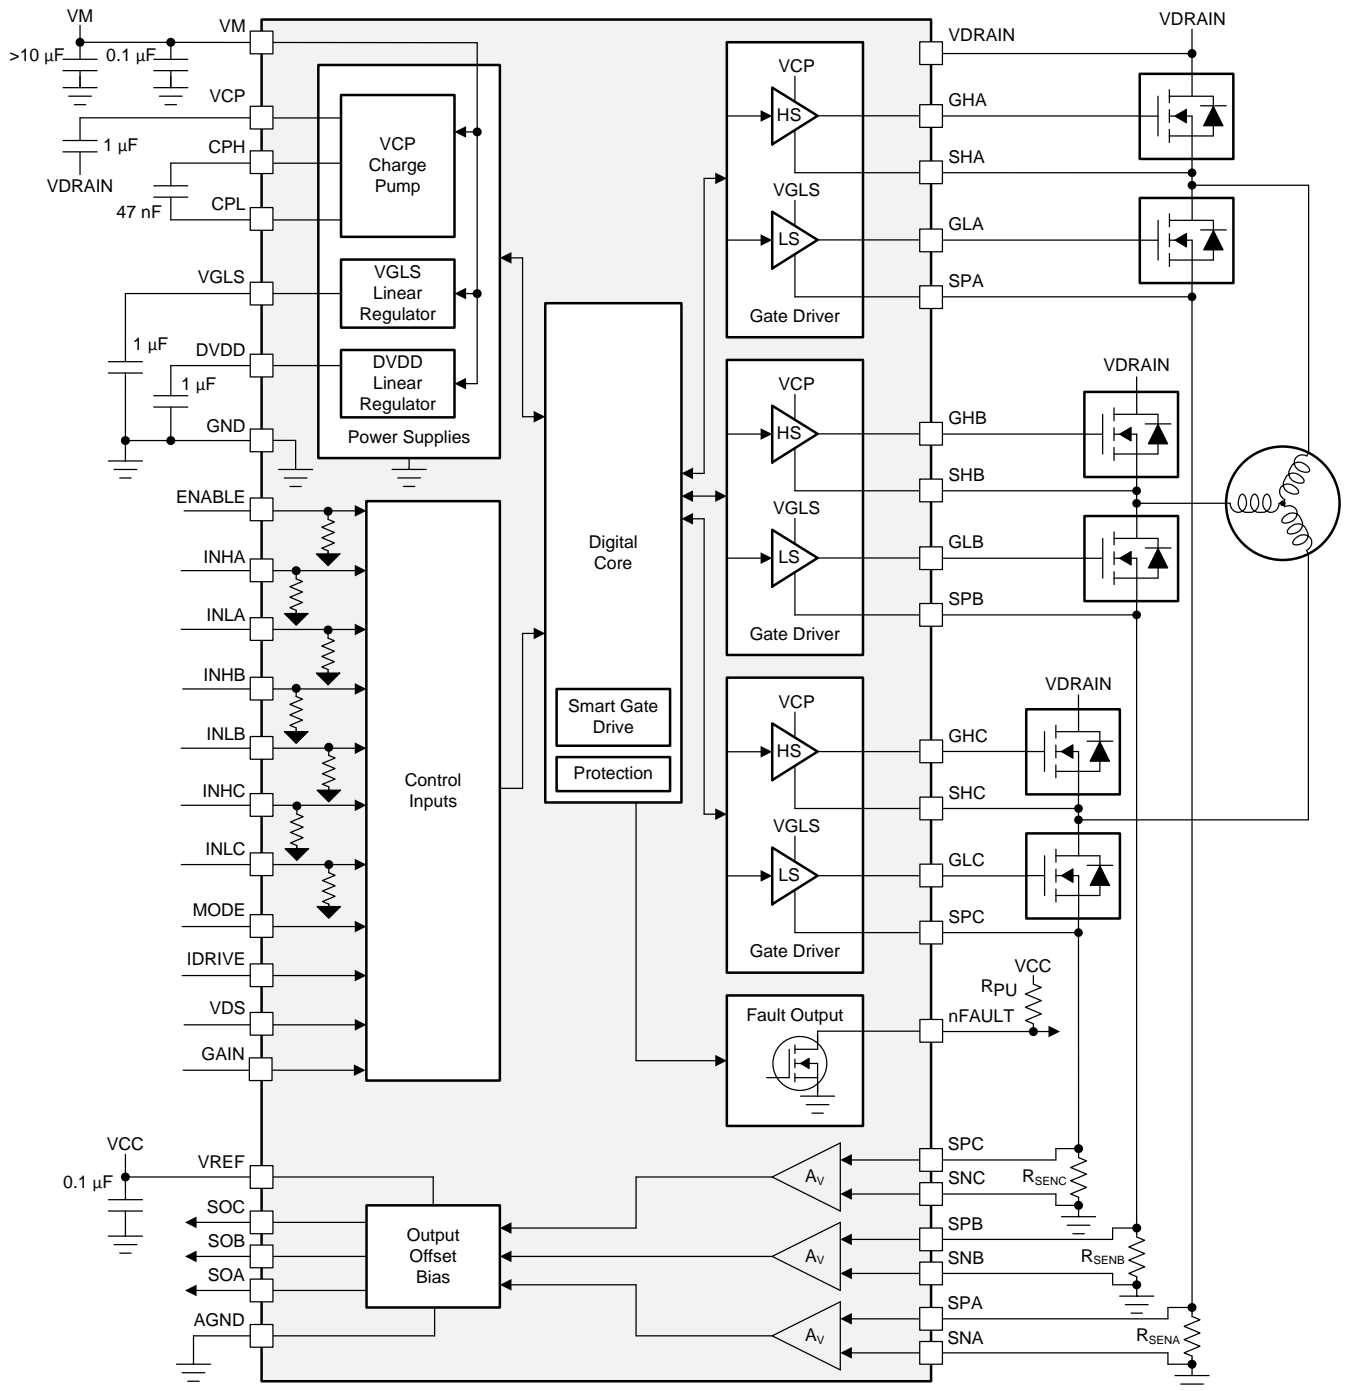 VM
VM
>10 µF
0.1 µF
VCP
1 µF
VDRAIN
CPH
47 nF
CPL
VGLS
1 µF
DVDD
1 µF
GND
VCP
Charge
Pump
VGLS
Linear
Regulator
DVDD
Linear
Regulator
Power Supplies
ENABLE
INHA
INLA
INHB
INLB
INHC
INLC
MODE
IDRIVE
VDS
GAIN
Control
Inputs
Digital
Core
Smart Gate
Drive
Protection
VCP
HS
VGLS
LS
Gate Driver
VCP
HS
VGLS
LS
Gate Driver
VCP
HS
VGLS
LS
Gate Driver
Fault Output
VDRAIN
VDRAIN
GHA
SHA
GLA
SPA
VDRAIN
GHB
SHB
GLB
SPB
VDRAIN
GHC
SHC
GLC
SPC
VCC
RPU
nFAULT
VCC
0.1 µF
VREF
SOC
SOB
SOA
AGND
Output
Offset
Bias
AV
AV
AV
SPC
SNC
RSENC
SPB
SNB
RSENB
SPA
SNA
RSENA